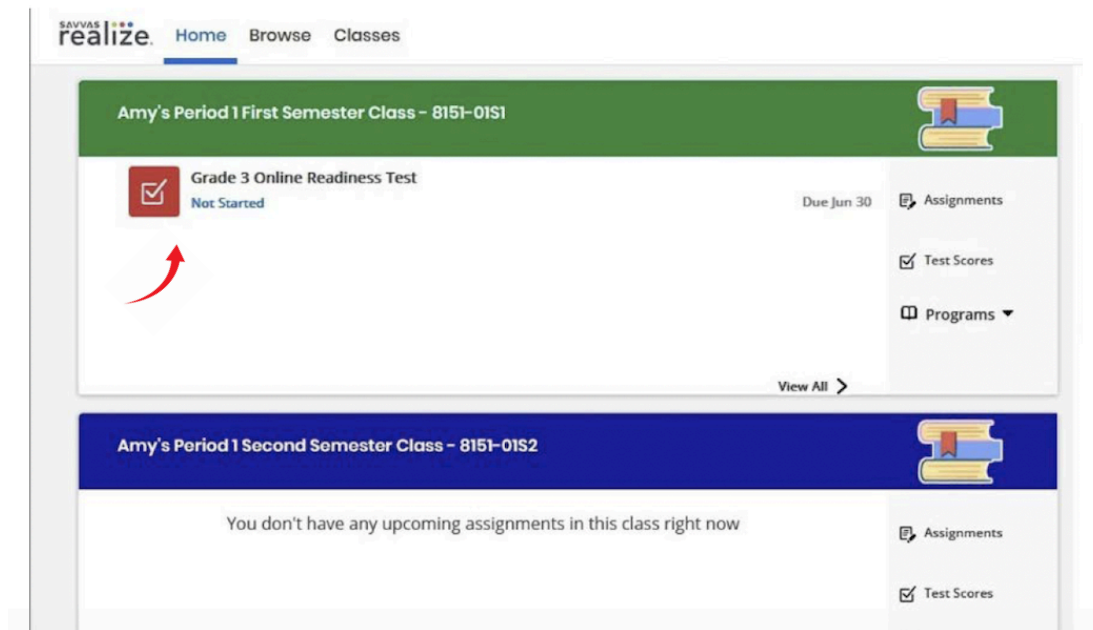 SAVVAS
realize. Home Browse Classes
Amy's Period 1 First Semester Class - 8151-01S1
Grade 3 Online Readiness Test
Not Started
Due Jun 30
Assignments
Test Scores
Programs
View All
Amy's Period 1 Second Semester Class - 8151-01S2
You don't have any upcoming assignments in this class right now
Assignments
Test Scores